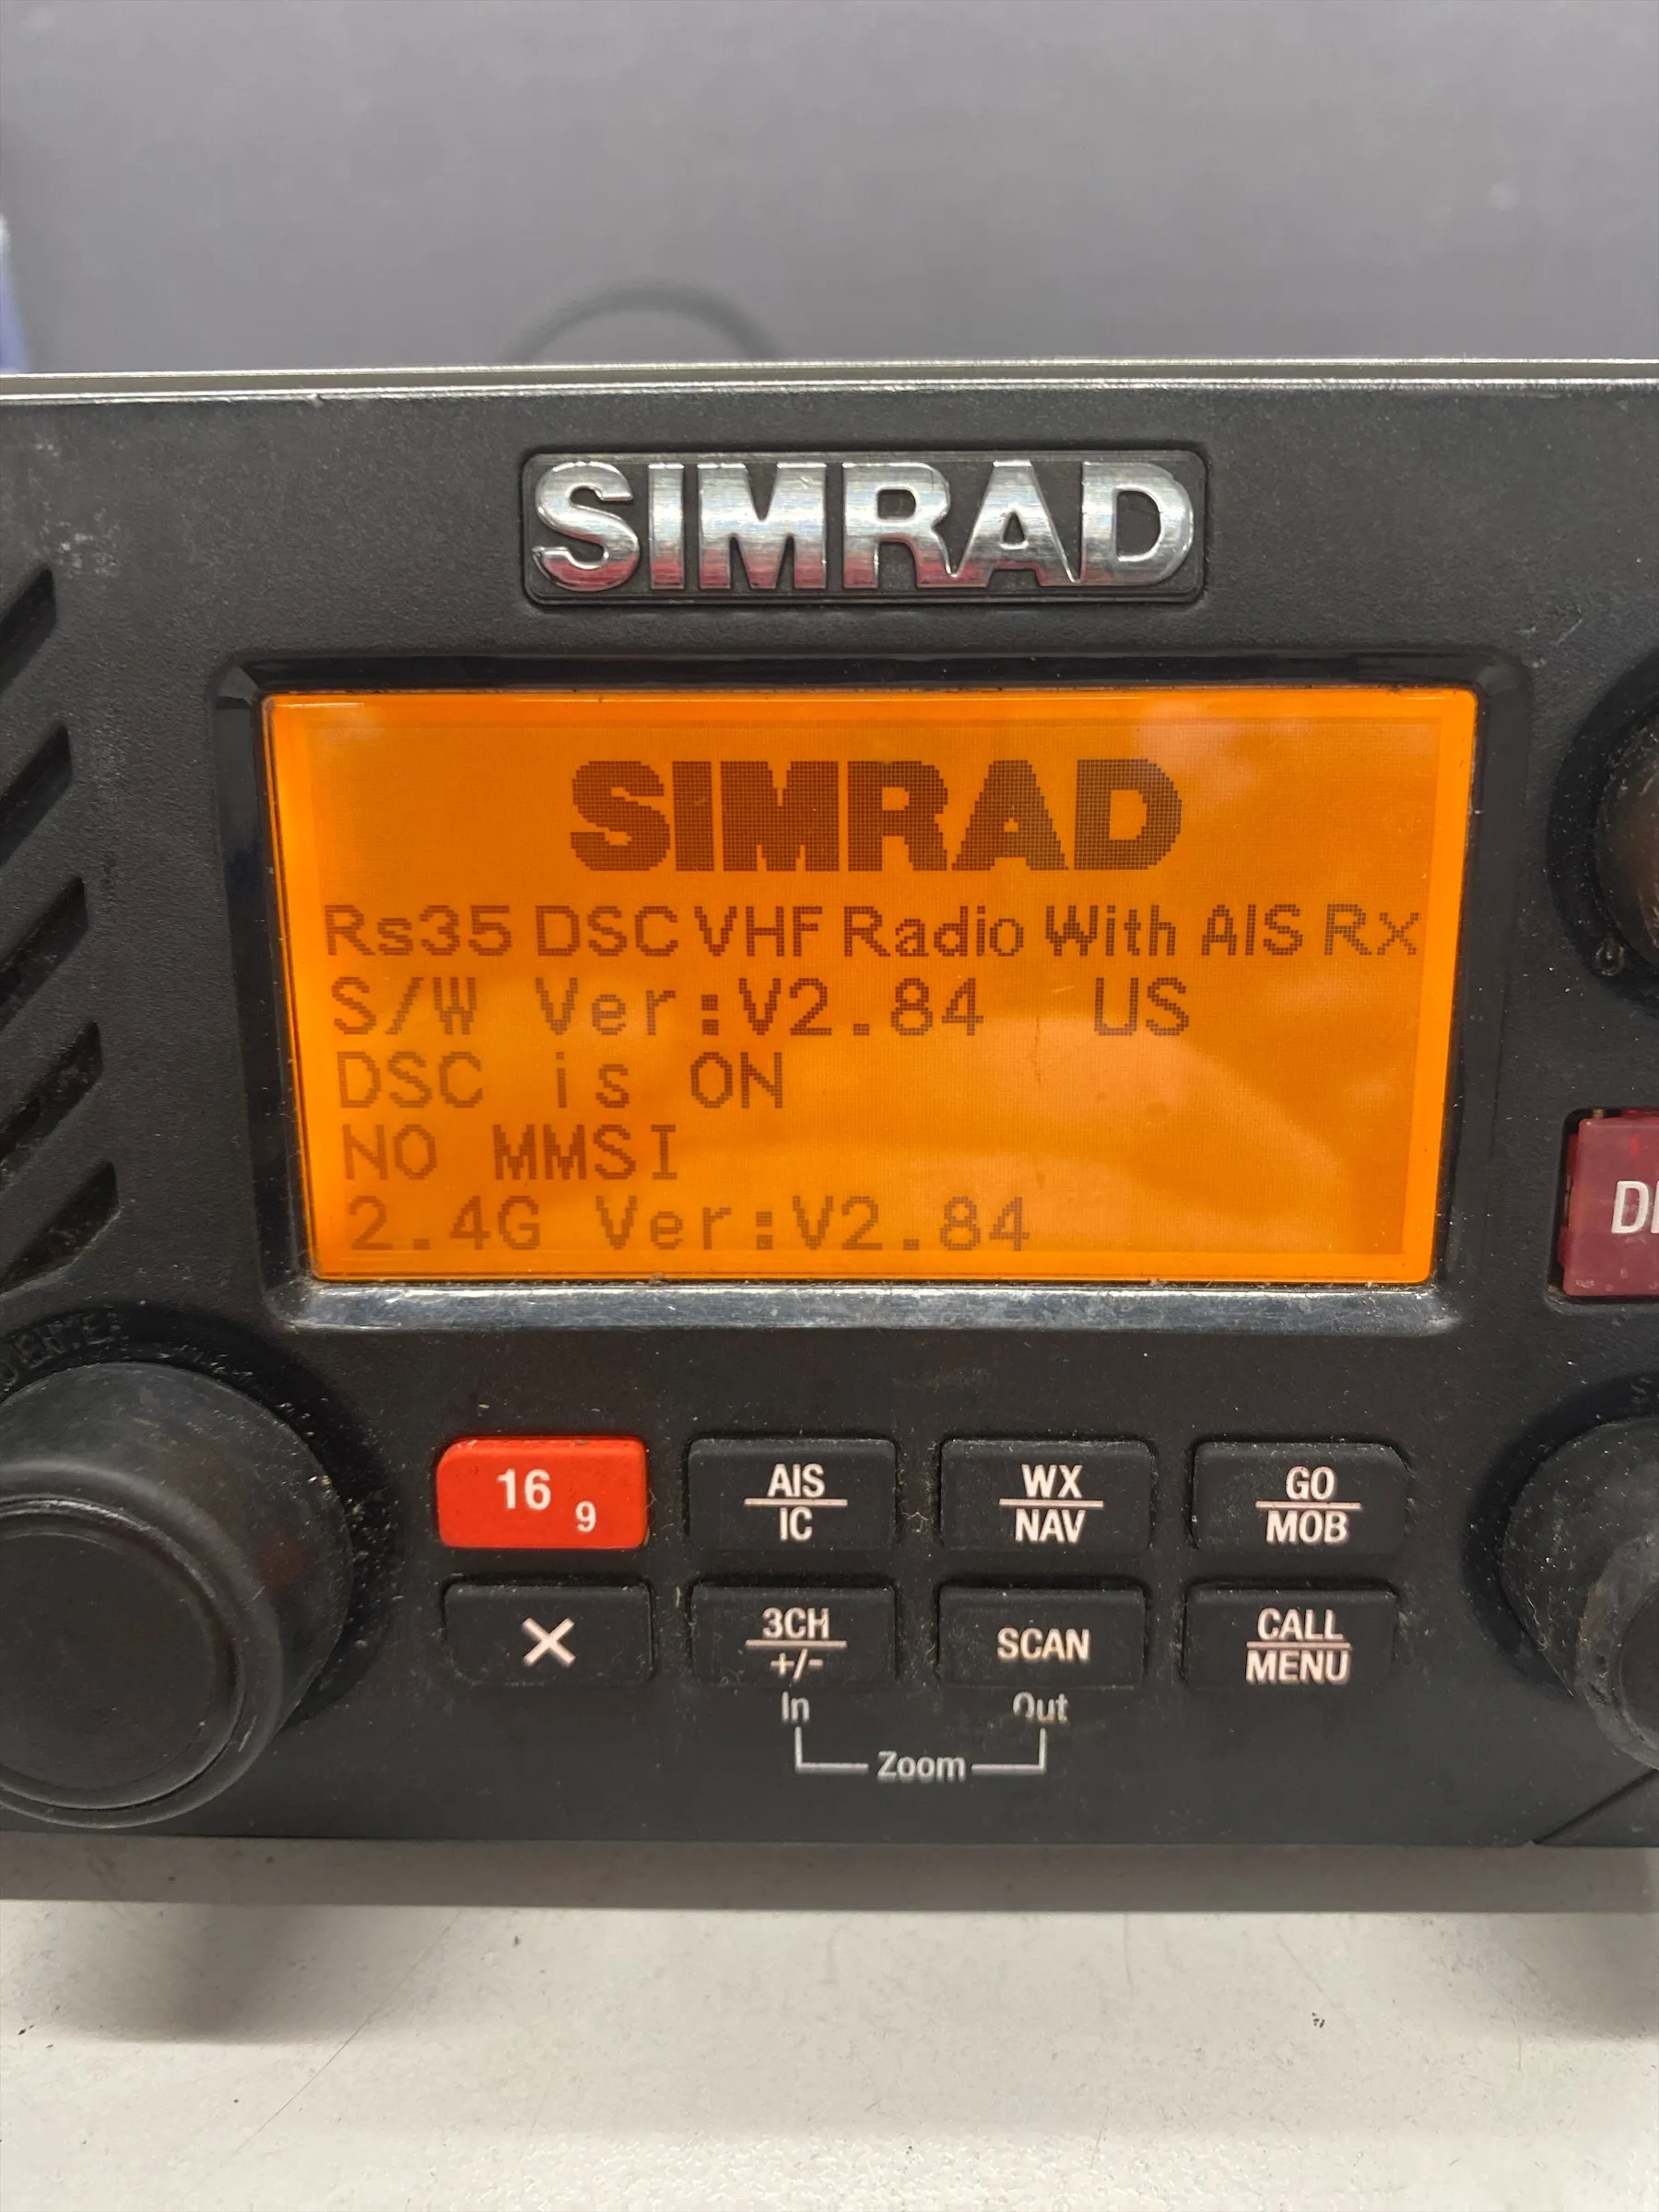 SIMRAD
SIMRAD
Rs35 DSC VHF Radio With AIS Rx
S/W Ver:V2.84 US
DSC is ON
NO MMSI
2.4G Ver:V2.84
16 9
AIS
IC
WX
NAV
GO
MOB
X
3CH
+/-
SCAN
CALL
MENU
In
Out
Zoom